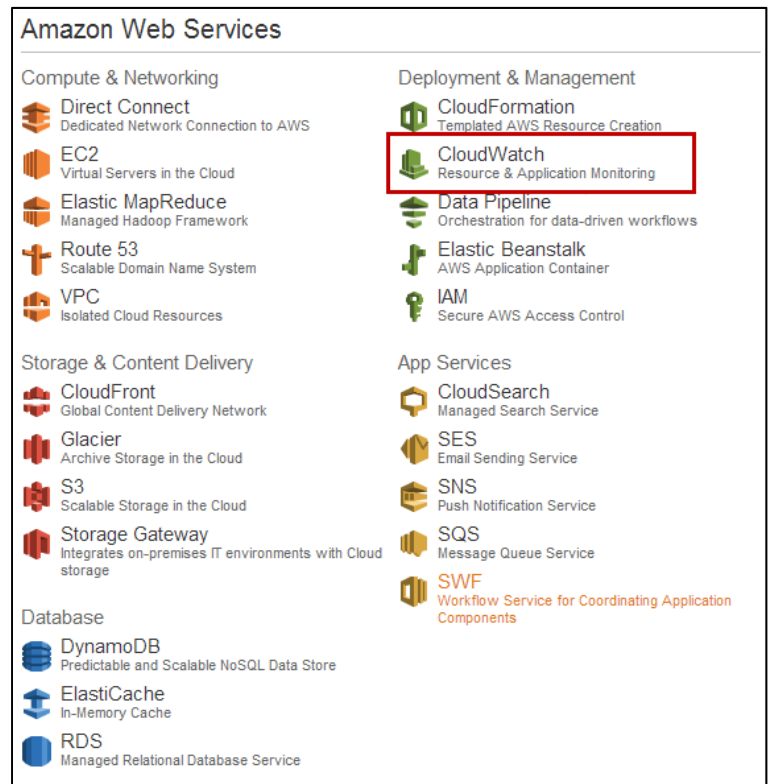 Amazon Web Services
Compute & Networking
Direct Connect
Dedicated Network Connection to AWS
EC2
Virtual Servers in the Cloud
Elastic MapReduce
Managed Hadoop Framework
Route 53
Scalable Domain Name System
VPC
Isolated Cloud Resources
Storage & Content Delivery
CloudFront
Global Content Delivery Network
Glacier
Archive Storage in the Cloud
S3
Scalable Storage in the Cloud
Storage Gateway
Integrates on-premises IT environments with Cloud
storage
Database
DynamoDB
Predictable and Scalable NoSQL Data Store
ElastiCache
In-Memory Cache
RDS
Managed Relational Database Service
Deployment & Management
CloudFormation
Templated AWS Resource Creation
CloudWatch
Resource & Application Monitoring
Data Pipeline
Orchestration for data-driven workflows
Elastic Beanstalk
AWS Application Container
IAM
Secure AWS Access Control
App Services
CloudSearch
Managed Search Service
SES
Email Sending Service
SNS
Push Notification Service
SQS
Message Queue Service
SWF
Workflow Service for Coordinating Application
Components